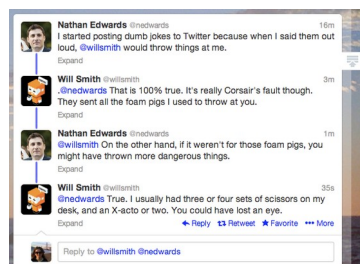 Nathan Edwards @nedwards 16m
I started posting dumb jokes to Twitter because when I said them out
loud, @willsmith would throw things at me.
Expand
Will Smith @willsmith 3m
.@nedwards That is 100% true. It's really Corsair's fault though.
They sent all the foam pigs I used to throw at you.
Expand
Nathan Edwards @nedwards 1m
@willsmith On the other hand, if it weren't for those foam pigs, you
might have thrown more dangerous things.
Expand
Will Smith @willsmith 35s
@nedwards True. I usually had three or four sets of scissors on my
desk, and an X-acto or two. You could have lost an eye.
Expand Reply Retweet Favorite More
Reply to @willsmith @nedwards